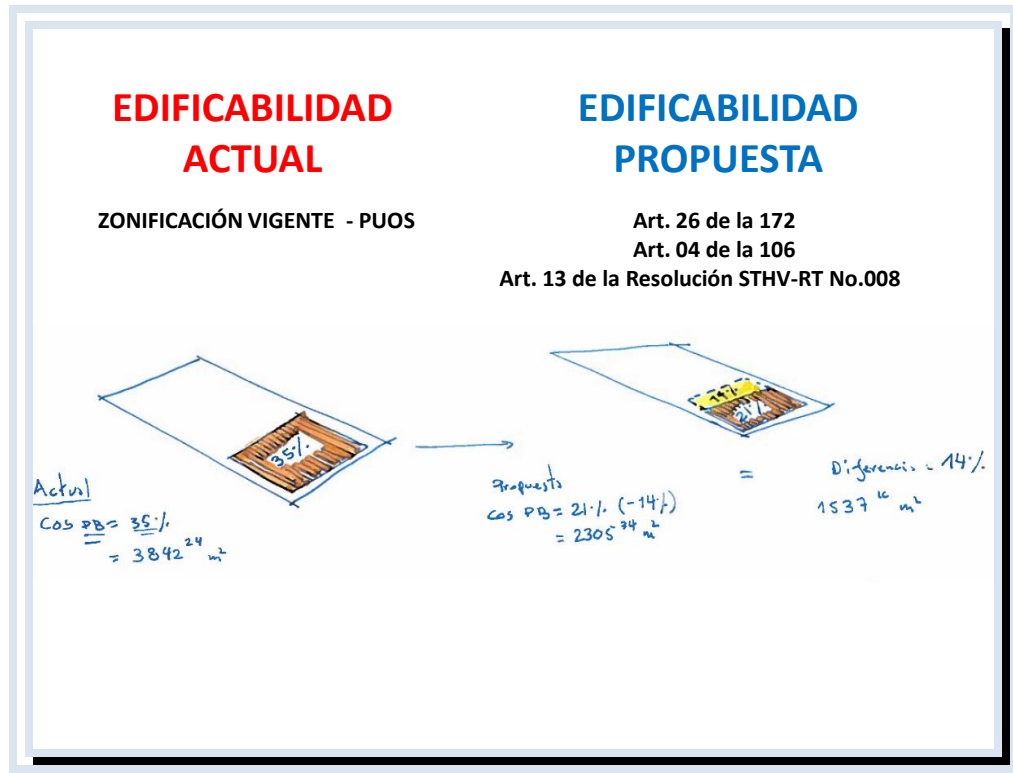 EDIFICABILIDAD
ACTUAL
ZONIFICACIÓN VIGENTE - PUOS
EDIFICABILIDAD
PROPUESTA
Art. 26 de la 172
Art. 04 de la 106
Art. 13 de la Resolución STHV-RT No.008
35%.
14%
21%
Actual
COS PB = 35%.
= 3842 24 m²
Propuesto
COS PB = 21%. (-14%)
= 2305 34 m²
=
Diferencia = 14%.
1537 16 m²